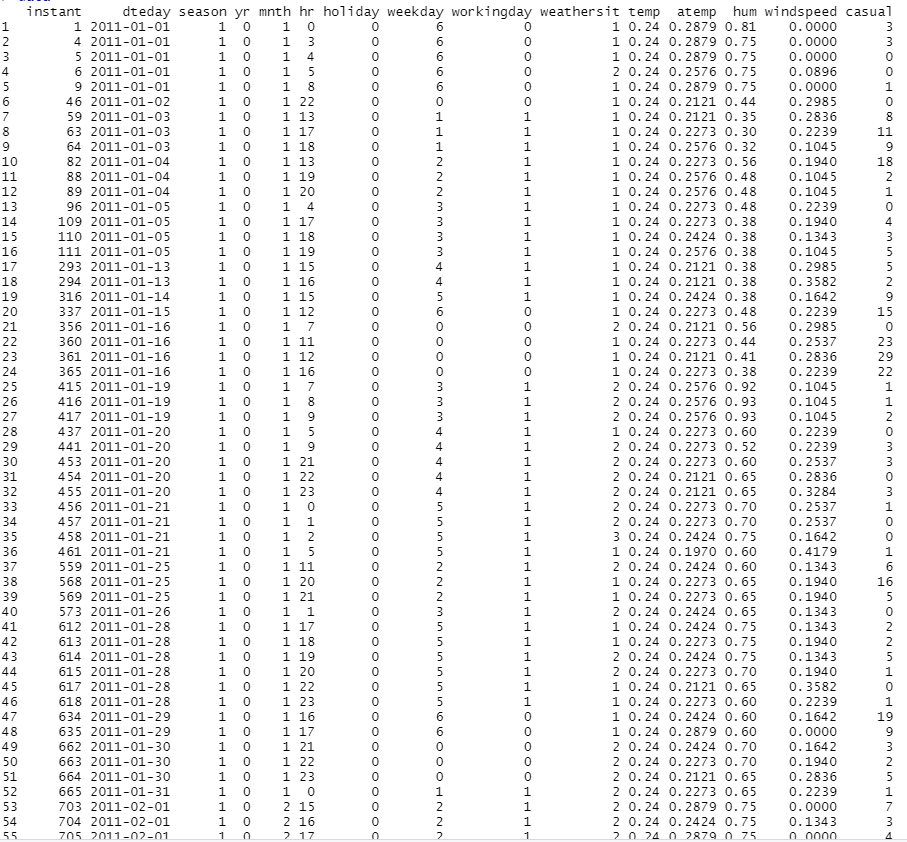 instant dteday season yr mnth hr holiday weekday workingday weathersit temp atemp hum windspeed casual
1 1 2011-01-01 1 0 1 0 0 6 0 1 0.24 0.2879 0.81 0.0000 3
2 4 2011-01-01 1 0 1 3 0 6 0 1 0.24 0.2879 0.75 0.0000 3
3 5 2011-01-01 1 0 1 4 0 6 0 1 0.24 0.2879 0.75 0.0000 0
4 6 2011-01-01 1 0 1 5 0 6 0 2 0.24 0.2576 0.75 0.0896 0
5 9 2011-01-01 1 0 1 8 0 6 0 1 0.24 0.2879 0.75 0.0000 1
6 46 2011-01-02 1 0 1 22 0 0 0 1 0.24 0.2121 0.44 0.2985 0
7 59 2011-01-03 1 0 1 13 0 1 1 1 0.24 0.2121 0.35 0.2836 8
8 63 2011-01-03 1 0 1 17 0 1 1 1 0.24 0.2273 0.30 0.2239 11
9 64 2011-01-03 1 0 1 18 0 1 1 1 0.24 0.2576 0.32 0.1045 9
10 82 2011-01-04 1 0 1 13 0 2 1 1 0.24 0.2273 0.56 0.1940 18
11 88 2011-01-04 1 0 1 19 0 2 1 1 0.24 0.2576 0.48 0.1045 2
12 89 2011-01-04 1 0 1 20 0 2 1 1 0.24 0.2576 0.48 0.1045 1
13 96 2011-01-05 1 0 1 4 0 3 1 1 0.24 0.2273 0.48 0.2239 0
14 109 2011-01-05 1 0 1 17 0 3 1 1 0.24 0.2273 0.38 0.1940 4
15 110 2011-01-05 1 0 1 18 0 3 1 1 0.24 0.2424 0.38 0.1343 3
16 111 2011-01-05 1 0 1 19 0 3 1 1 0.24 0.2576 0.38 0.1045 5
17 293 2011-01-13 1 0 1 15 0 4 1 1 0.24 0.2121 0.38 0.2985 5
18 294 2011-01-13 1 0 1 16 0 4 1 1 0.24 0.2121 0.38 0.3582 2
19 316 2011-01-14 1 0 1 15 0 5 1 1 0.24 0.2424 0.38 0.1642 9
20 337 2011-01-15 1 0 1 12 0 6 0 1 0.24 0.2273 0.48 0.2239 15
21 356 2011-01-16 1 0 1 7 0 0 0 2 0.24 0.2121 0.56 0.2985 0
22 360 2011-01-16 1 0 1 11 0 0 0 1 0.24 0.2273 0.44 0.2537 23
23 361 2011-01-16 1 0 1 12 0 0 0 1 0.24 0.2121 0.41 0.2836 29
24 365 2011-01-16 1 0 1 16 0 0 0 1 0.24 0.2273 0.38 0.2239 22
25 415 2011-01-19 1 0 1 7 0 3 1 2 0.24 0.2576 0.92 0.1045 1
26 416 2011-01-19 1 0 1 8 0 3 1 2 0.24 0.2576 0.93 0.1045 1
27 417 2011-01-19 1 0 1 9 0 3 1 2 0.24 0.2576 0.93 0.1045 2
28 437 2011-01-20 1 0 1 5 0 4 1 1 0.24 0.2273 0.60 0.2239 0
29 441 2011-01-20 1 0 1 9 0 4 1 2 0.24 0.2273 0.52 0.2239 3
30 453 2011-01-20 1 0 1 21 0 4 1 2 0.24 0.2273 0.60 0.2537 3
31 454 2011-01-20 1 0 1 22 0 4 1 2 0.24 0.2121 0.65 0.2836 0
32 455 2011-01-20 1 0 1 23 0 4 1 2 0.24 0.2121 0.65 0.3284 3
33 456 2011-01-21 1 0 1 0 0 5 1 2 0.24 0.2273 0.70 0.2537 1
34 457 2011-01-21 1 0 1 1 0 5 1 2 0.24 0.2273 0.70 0.2537 0
35 458 2011-01-21 1 0 1 2 0 5 1 3 0.24 0.2424 0.75 0.1642 0
36 461 2011-01-21 1 0 1 5 0 5 1 1 0.24 0.1970 0.60 0.4179 1
37 559 2011-01-25 1 0 1 11 0 2 1 2 0.24 0.2424 0.60 0.1343 6
38 568 2011-01-25 1 0 1 20 0 2 1 1 0.24 0.2273 0.65 0.1940 16
39 569 2011-01-25 1 0 1 21 0 2 1 1 0.24 0.2273 0.65 0.1940 5
40 573 2011-01-26 1 0 1 1 0 3 1 2 0.24 0.2424 0.65 0.1343 0
41 612 2011-01-28 1 0 1 17 0 5 1 1 0.24 0.2424 0.75 0.1343 2
42 613 2011-01-28 1 0 1 18 0 5 1 1 0.24 0.2273 0.75 0.1940 2
43 614 2011-01-28 1 0 1 19 0 5 1 2 0.24 0.2424 0.75 0.1343 5
44 615 2011-01-28 1 0 1 20 0 5 1 2 0.24 0.2273 0.70 0.1940 1
45 617 2011-01-28 1 0 1 22 0 5 1 1 0.24 0.2121 0.65 0.3582 0
46 618 2011-01-28 1 0 1 23 0 5 1 1 0.24 0.2273 0.60 0.2239 1
47 634 2011-01-29 1 0 1 16 0 6 0 1 0.24 0.2424 0.60 0.1642 19
48 635 2011-01-29 1 0 1 17 0 6 0 1 0.24 0.2879 0.60 0.0000 9
49 662 2011-01-30 1 0 1 21 0 0 0 2 0.24 0.2424 0.70 0.1642 3
50 663 2011-01-30 1 0 1 22 0 0 0 2 0.24 0.2273 0.70 0.1940 2
51 664 2011-01-30 1 0 1 23 0 0 0 2 0.24 0.2121 0.65 0.2836 5
52 665 2011-01-31 1 0 1 0 0 1 1 2 0.24 0.2273 0.65 0.2239 1
53 703 2011-02-01 1 0 2 15 0 2 1 2 0.24 0.2879 0.75 0.0000 7
54 704 2011-02-01 1 0 2 16 0 2 1 2 0.24 0.2424 0.75 0.1343 3
55 705 2011-02-01 1 0 2 17 0 2 1 2 0.24 0.2879 0.75 0.0000 4